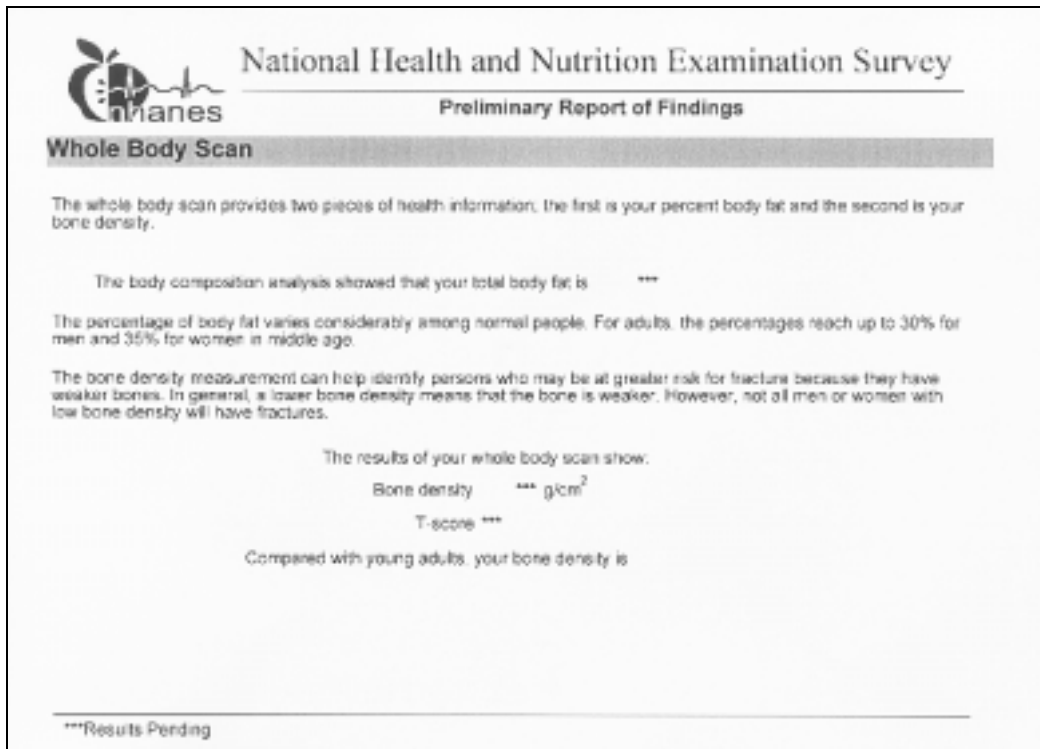 National Health and Nutrition Examination Survey
nhanes
Preliminary Report of Findings
Whole Body Scan
The whole body scan provides two pieces of health information, the first is your percent body fat and the second is your
bone density.
The body composition analysis showed that your total body fat is ***
The percentage of body fat varies considerably among normal people. For adults, the percentages reach up to 30% for
men and 35% for women in middle age.
The bone density measurement can help identify persons who may be at greater risk for fracture because they have
weaker bones. In general, a lower bone density means that the bone is weaker. However, not all men or women with
low bone density will have fractures.
The results of your whole body scan show:
Bone density *** g/cm²
T-score ***
Compared with young adults, your bone density is
***Results Pending